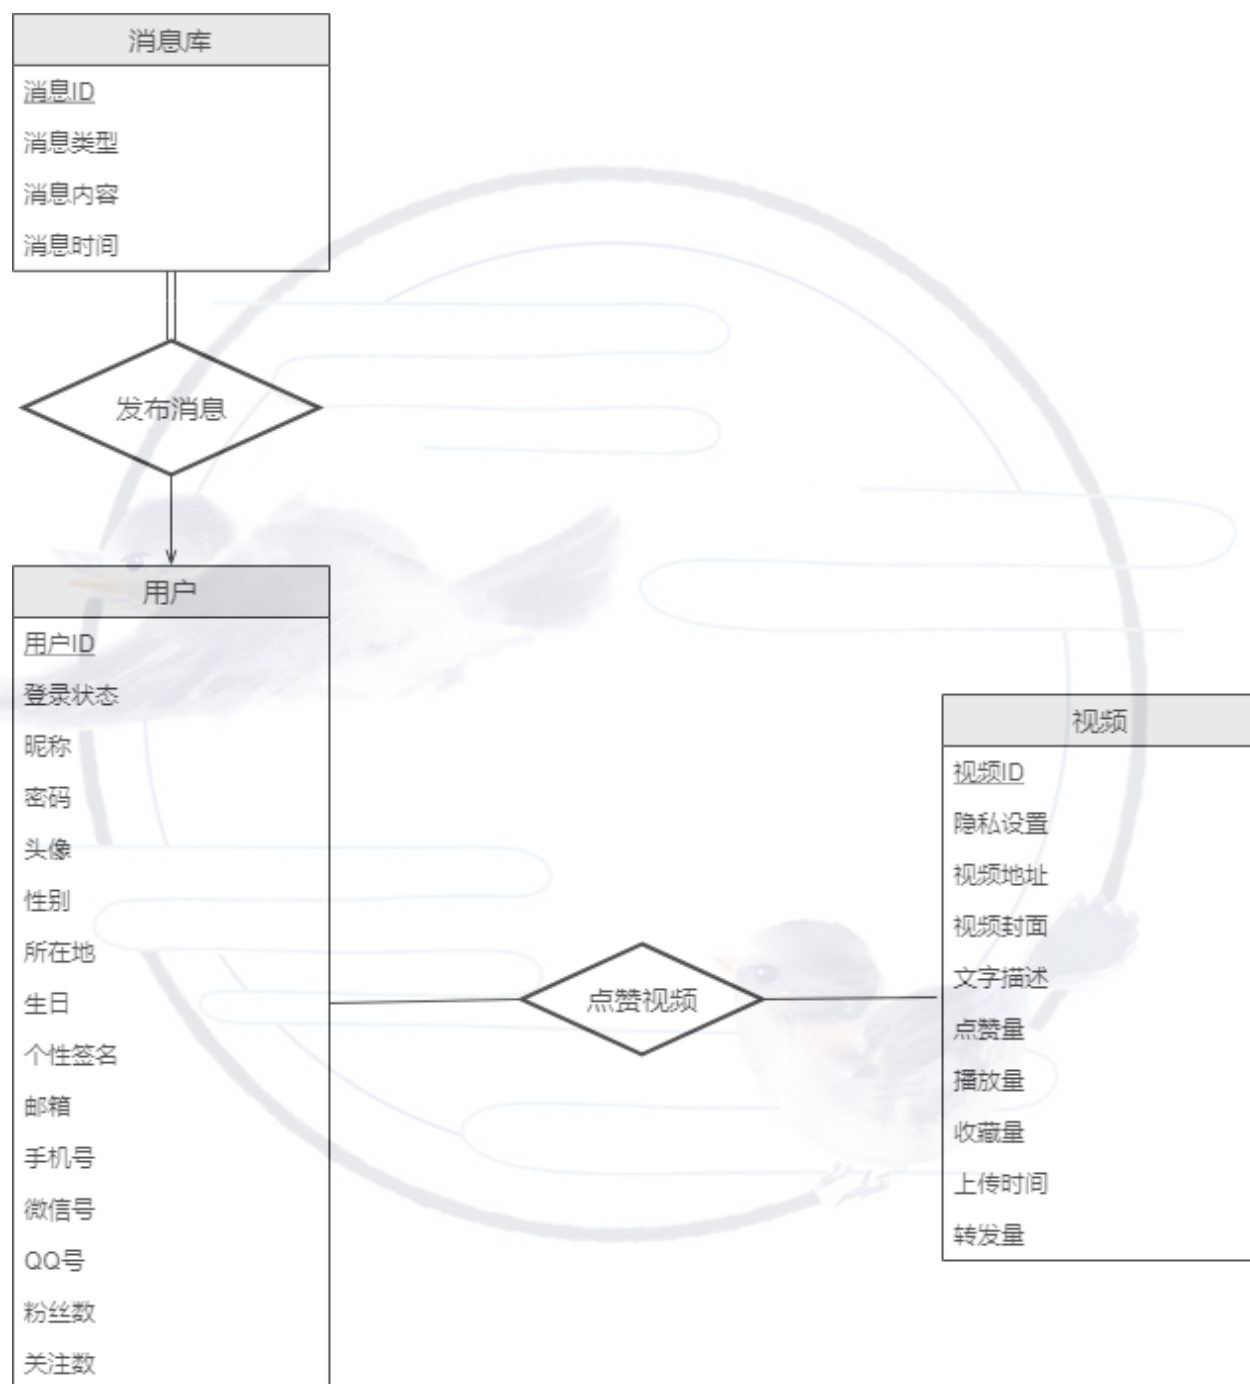 消息库
消息ID
消息类型
消息内容
消息时间
发布消息
用户
用户ID
登录状态
昵称
密码
头像
性别
所在地
生日
个性签名
邮箱
手机号
微信号
QQ号
粉丝数
关注数
点赞视频
视频
视频ID
隐私设置
视频地址
视频封面
文字描述
点赞量
播放量
收藏量
上传时间
转发量